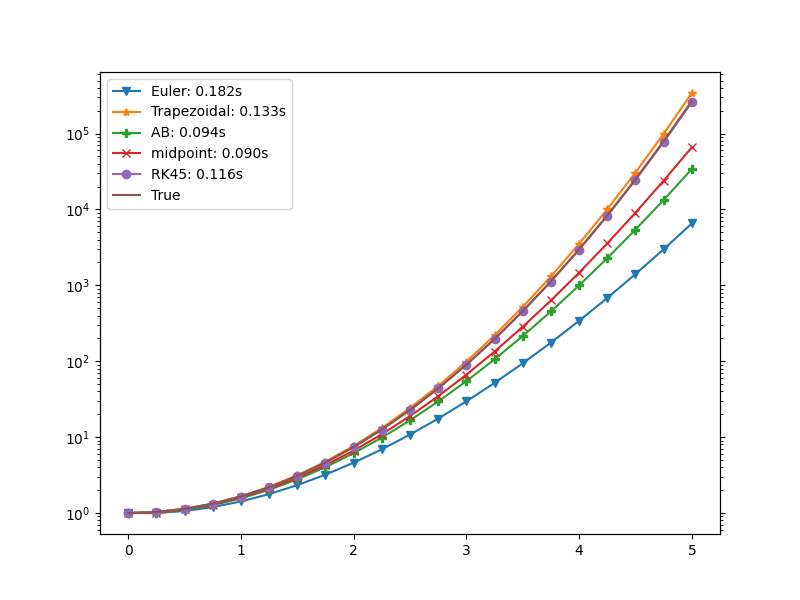 Euler: 0.182s
Trapezoidal: 0.133s
AB: 0.094s
midpoint: 0.090s
RK45: 0.116s
True
10⁵
10⁴
10³
10²
10¹
10⁰
0 1 2 3 4 5